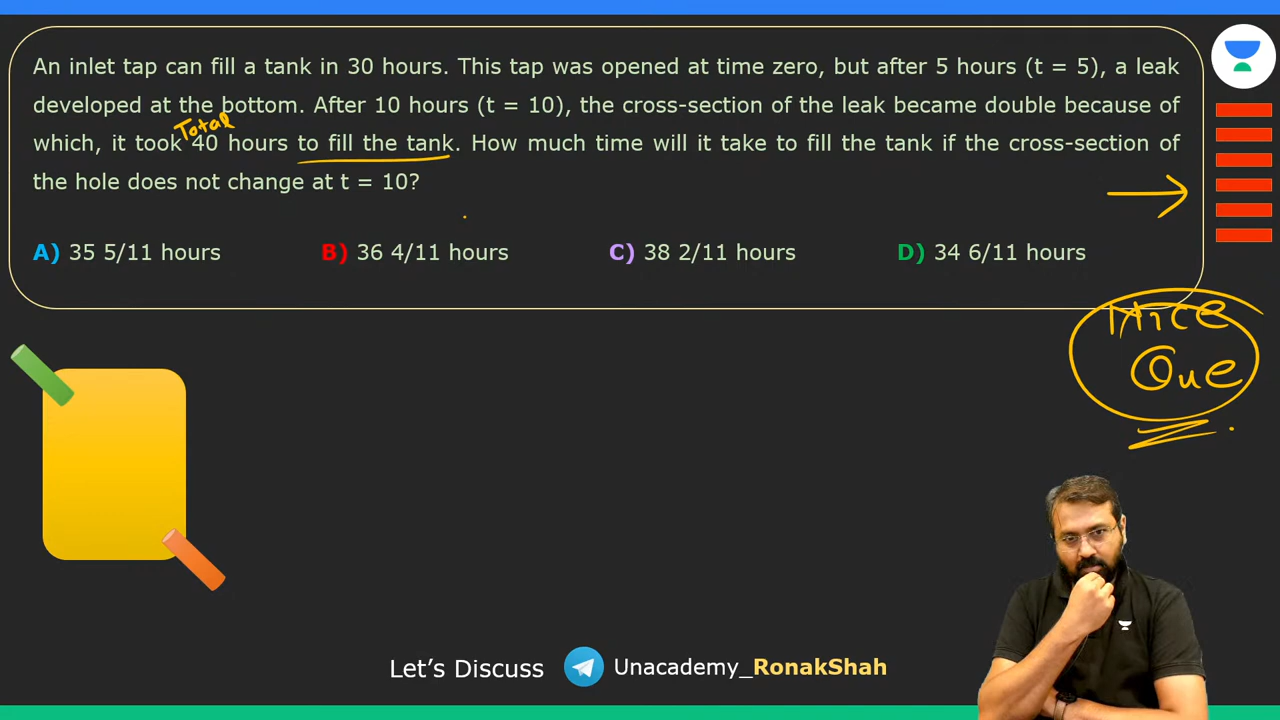 An inlet tap can fill a tank in 30 hours. This tap was opened at time zero, but after 5 hours (t = 5), a leak
developed at the bottom. After 10 hours (t = 10), the cross-section of the leak became double because of
Total
which, it took 40 hours to fill the tank. How much time will it take to fill the tank if the cross-section of
the hole does not change at t = 10?
A) 35 5/11 hours
B) 36 4/11 hours
C) 38 2/11 hours
D) 34 6/11 hours
Nice
Que
Let's Discuss
Unacademy_RonakShah